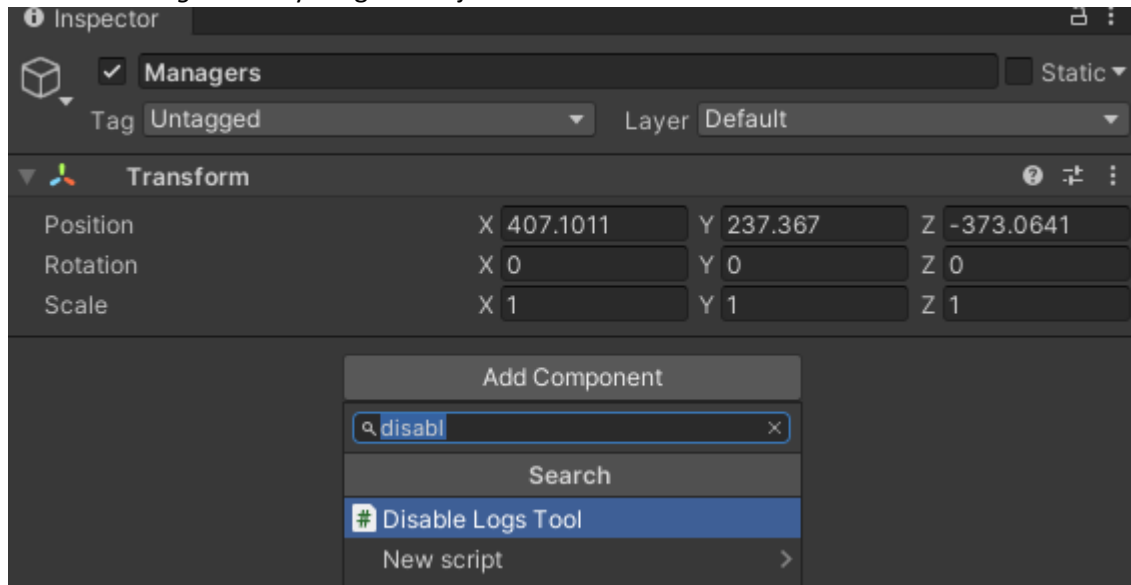 Inspector
Managers
Static
Tag Untagged Layer Default
Transform
Position X 407.1011 Y 237.367 Z -373.0641
Rotation X 0 Y 0 Z 0
Scale X 1 Y 1 Z 1
Add Component
disabl
Search
# Disable Logs Tool
New script